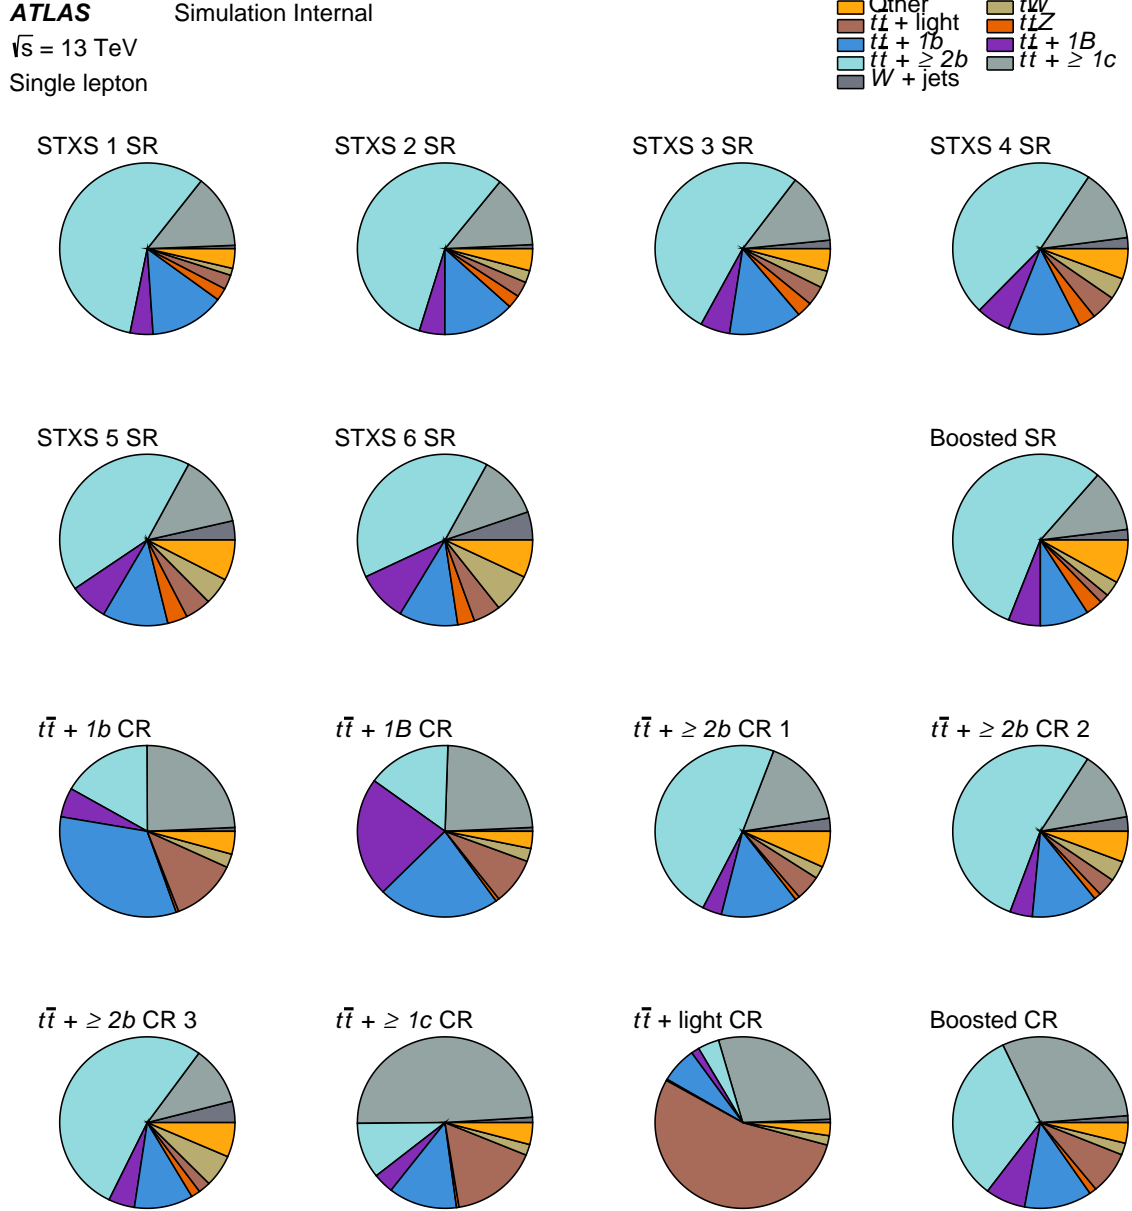 ATLAS Simulation Internal
√s = 13 TeV
Single lepton
Other
tt̄W
tt̄ + light
tt̄Z
tt̄ + 1b
tt̄ + 1B
tt̄ + ≥ 2b
tt̄ + ≥ 1c
W + jets
STXS 1 SR
STXS 2 SR
STXS 3 SR
STXS 4 SR
STXS 5 SR
STXS 6 SR
Boosted SR
tt̄ + 1b CR
tt̄ + 1B CR
tt̄ + ≥ 2b CR 1
tt̄ + ≥ 2b CR 2
tt̄ + ≥ 2b CR 3
tt̄ + ≥ 1c CR
tt̄ + light CR
Boosted CR